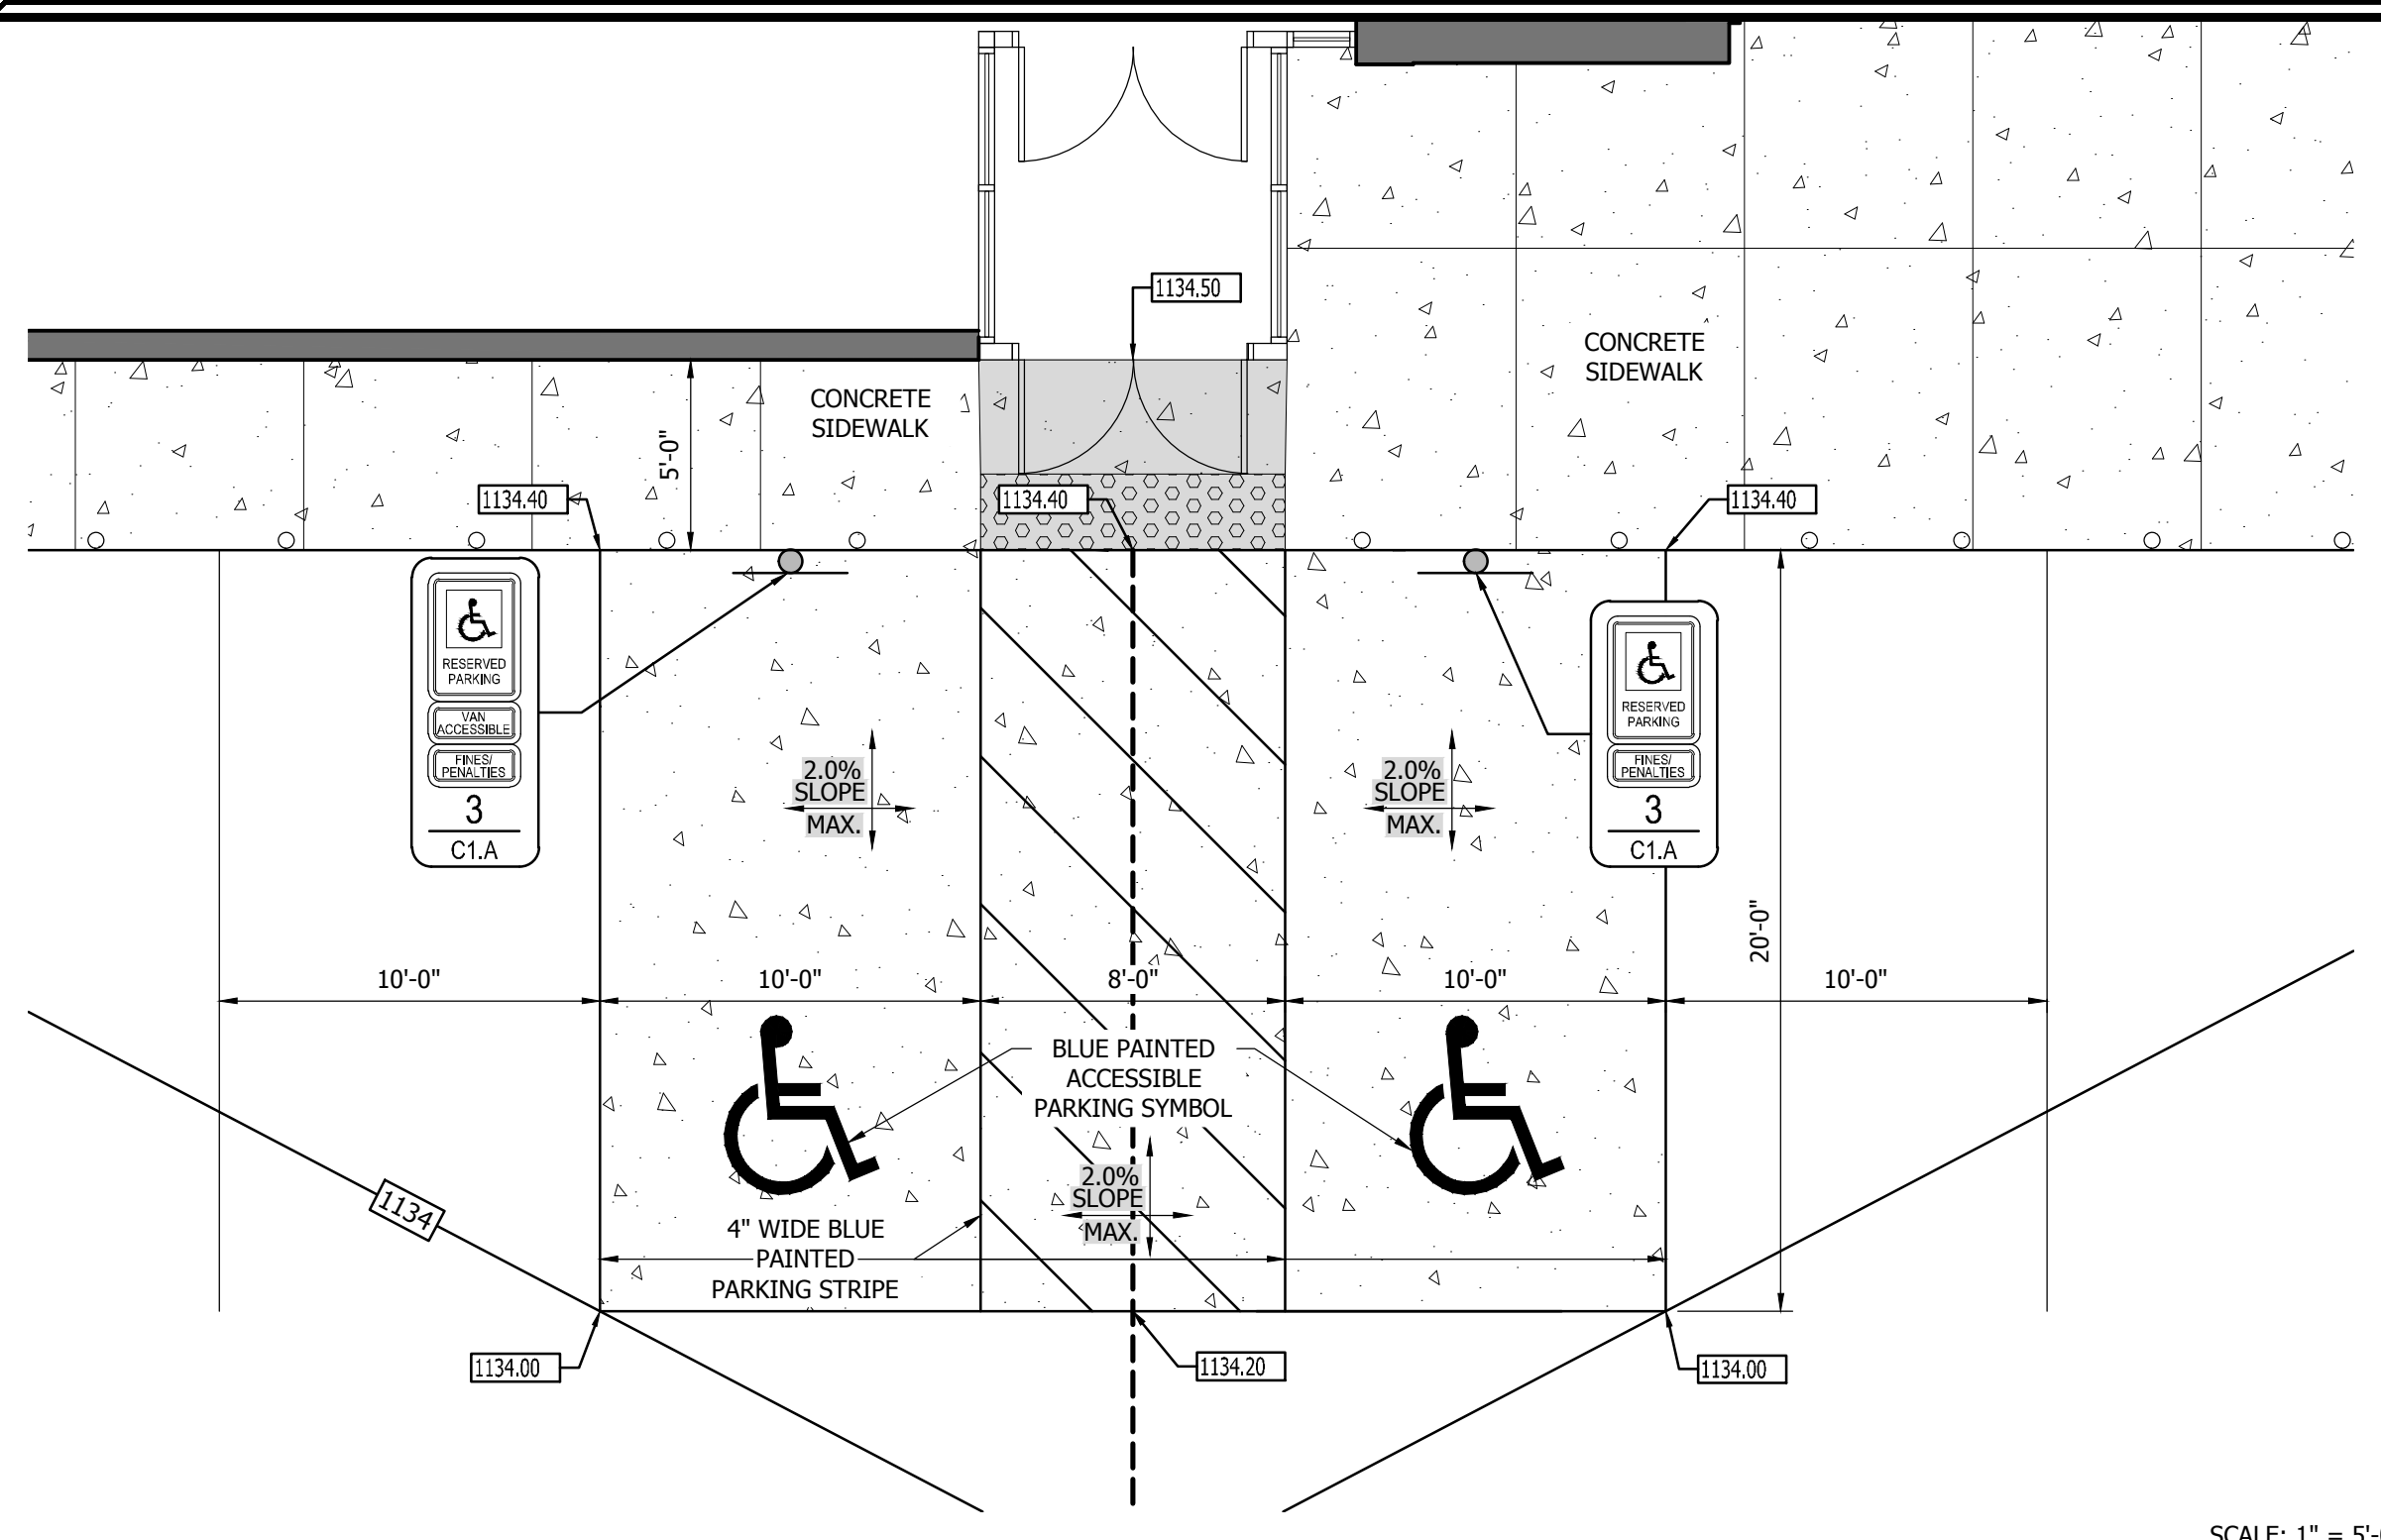 1134.50
CONCRETE
SIDEWALK
CONCRETE
SIDEWALK
5'-0"
1134.40
1134.40
1134.40
RESERVED
PARKING
VAN
ACCESSIBLE
FINES/
PENALTIES
3
C1.A
RESERVED
PARKING
FINES/
PENALTIES
3
C1.A
2.0%
SLOPE
MAX.
2.0%
SLOPE
MAX.
20'-0"
10'-0"
10'-0"
8'-0"
10'-0"
10'-0"
BLUE PAINTED
ACCESSIBLE
PARKING SYMBOL
2.0%
SLOPE
MAX.
1134
4" WIDE BLUE
PAINTED
PARKING STRIPE
1134.00
1134.20
1134.00
SCALE: 1" = 5'-